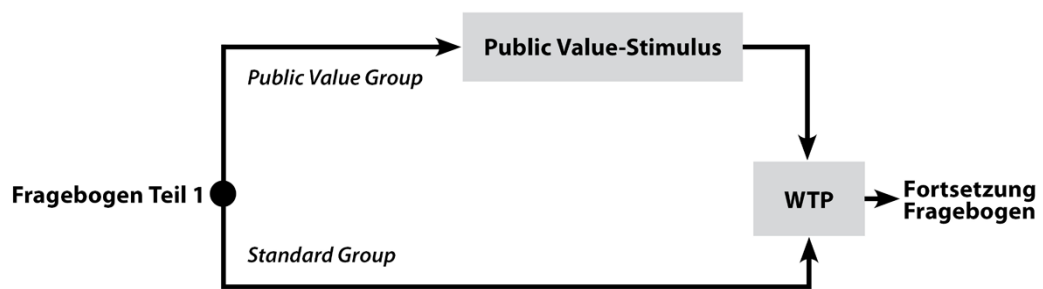 Public Value-Stimulus
Public Value Group
Fragebogen Teil 1
WTP
Fortsetzung
Fragebogen
Standard Group